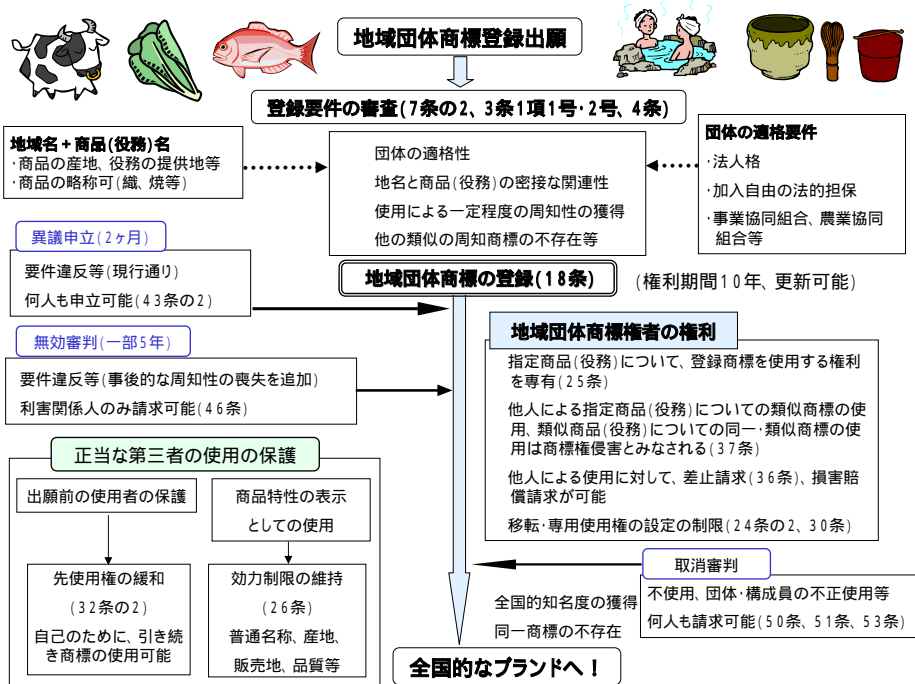 地域団体商標登録出願
登録要件の審査(7条の2、3条1項1号・2号、4条)
地域名+商品(役務)名
・商品の産地、役務の提供地等
・商品の略称可(織、焼等)
団体の適格性
地名と商品(役務)の密接な関連性
使用による一定程度の周知性の獲得
他の類似の周知商標の不存在等
団体の適格要件
・法人格
・加入自由の法的担保
・事業協同組合、農業協同
組合等
異議申立(2ヶ月)
要件違反等(現行通り)
何人も申立可能(43条の2)
地域団体商標の登録(18条)
(権利期間10年、更新可能)
無効審判(一部5年)
要件違反等(事後的な周知性の喪失を追加)
利害関係人のみ請求可能(46条)
地域団体商標権者の権利
指定商品(役務)について、登録商標を使用する権利
を専有(25条)
他人による指定商品(役務)についての類似商標の使
用、類似商品(役務)についての同一・類似商標の使
用は商標権侵害とみなされる(37条)
他人による使用に対して、差止請求(36条)、損害賠
償請求が可能
移転・専用使用権の設定の制限(24条の2、30条)
正当な第三者の使用の保護
出願前の使用者の保護
商品特性の表示
としての使用
先使用権の緩和
(32条の2)
自己のために、引き続
き商標の使用可能
効力制限の維持
(26条)
普通名称、産地、
販売地、品質等
取消審判
不使用、団体・構成員の不正使用等
何人も請求可能(50条、51条、53条)
全国的知名度の獲得
同一商標の不存在
全国的なブランドへ!